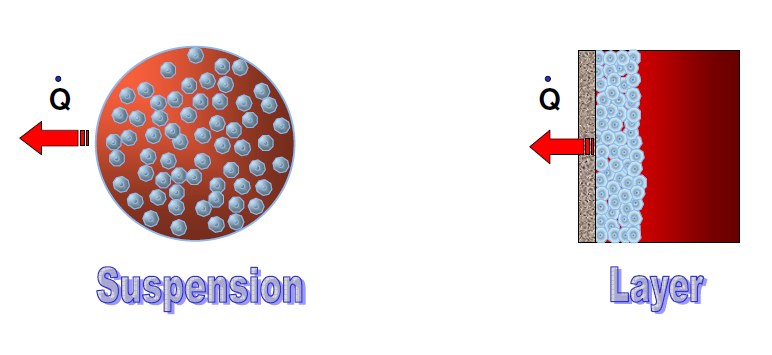 Q̇
Q̇
Suspension
Layer